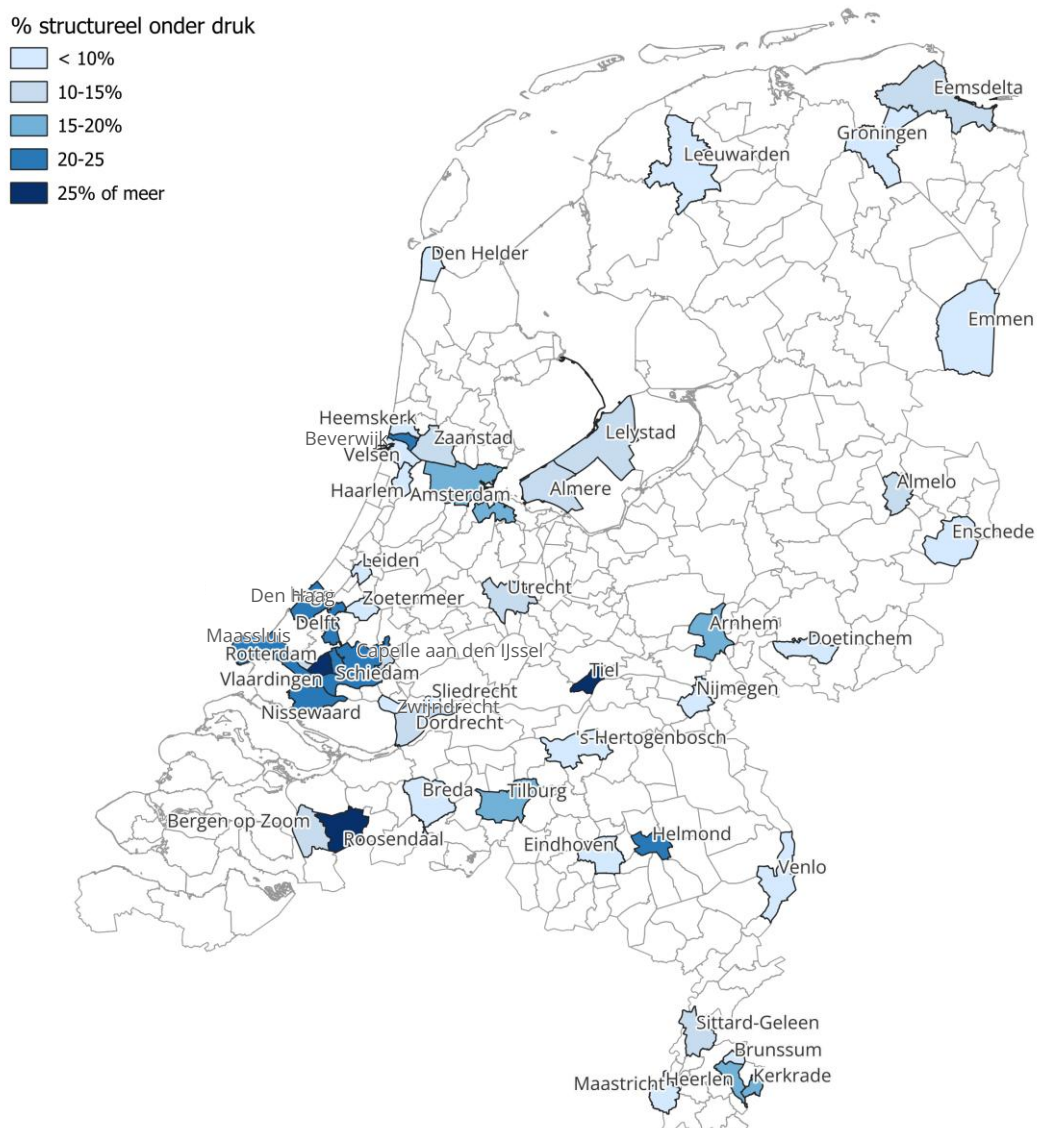 % structureel onder druk
< 10%
10-15%
15-20%
20-25
25% of meer
Eemsdelta
Groningen
Leeuwarden
Den Helder
Emmen
Heemskerk
Beverwijk
Zaanstad
Velsen
Lelystad
Haarlem
Amsterdam
Almere
Almelo
Enschede
Leiden
Utrecht
Den Haag
Zoetermeer
Delft
Arnhem
Doetinchem
Maassluis
Rotterdam
Capelle aan den IJssel
Vlaardingen
Schiedam
Tiel
Nijmegen
Sliedrecht
Zwijndrecht
Nissewaard
Dordrecht
's-Hertogenbosch
Breda
Tilburg
Bergen op Zoom
Roosendaal
Eindhoven
Helmond
Venlo
Sittard-Geleen
Brunssum
Maastricht
Heerlen
Kerkrade